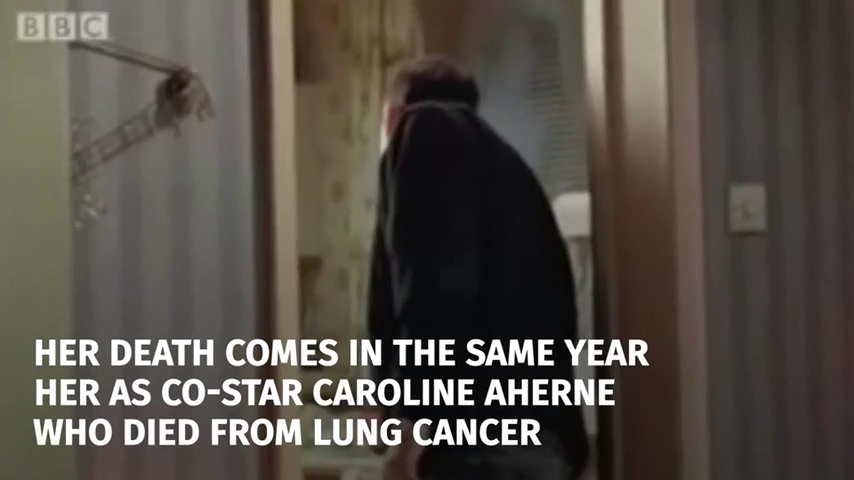 BBC
HER DEATH COMES IN THE SAME YEAR
HER AS CO-STAR CAROLINE AHERNE
WHO DIED FROM LUNG CANCER